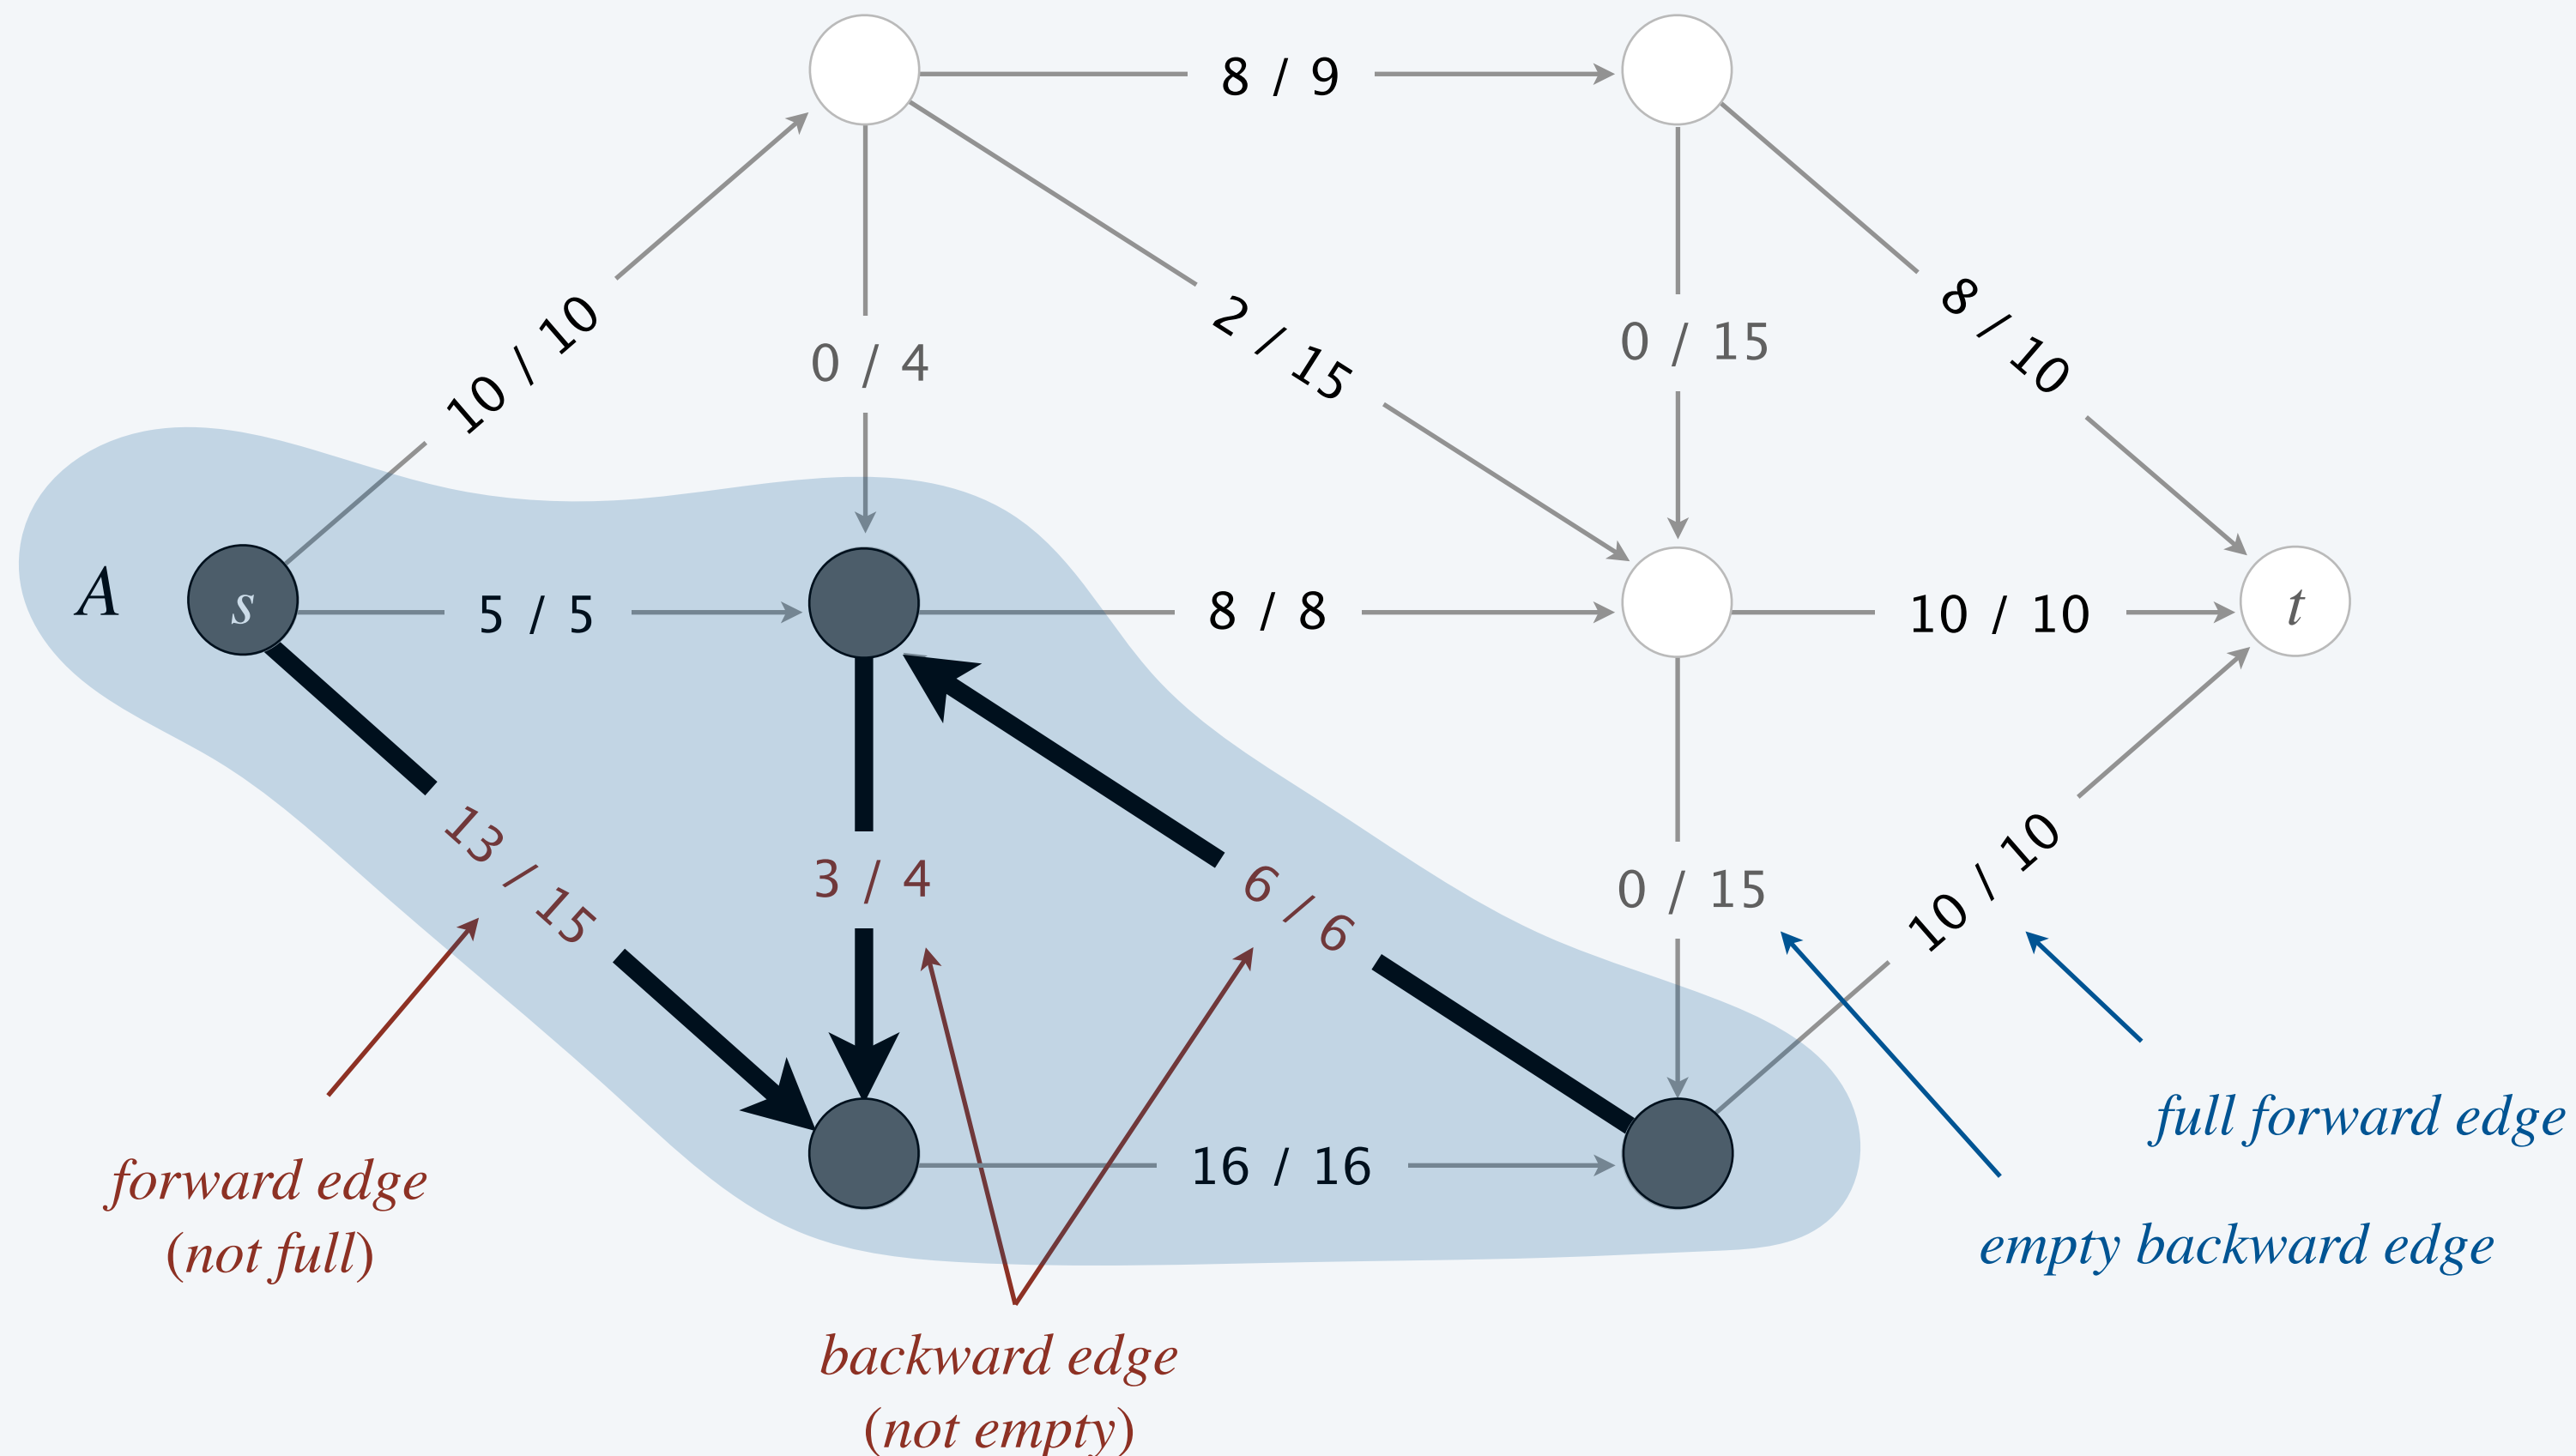 8 / 9
10 / 10
0 / 4
2 / 15
0 / 15
8 / 10
A
s
5 / 5
8 / 8
10 / 10
t
13 / 15
3 / 4
6 / 6
0 / 15
10 / 10
full forward edge
16 / 16
forward edge
(not full)
empty backward edge
backward edge
(not empty)